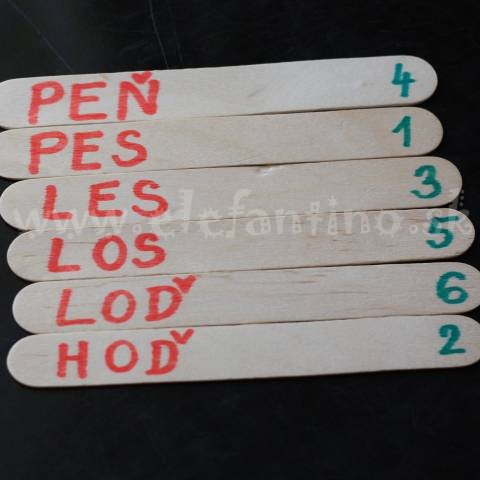 PEŇ 4
PES 1
LES 3
www.elefantino.sk
LOS 5
LOĎ 6
HOĎ 2